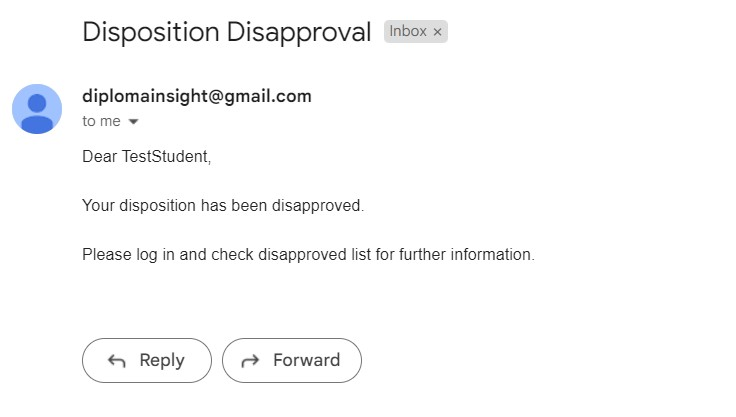 Disposition Disapproval Inbox ×
diplomainsight@gmail.com
to me
Dear TestStudent,
Your disposition has been disapproved.
Please log in and check disapproved list for further information.
Reply Forward